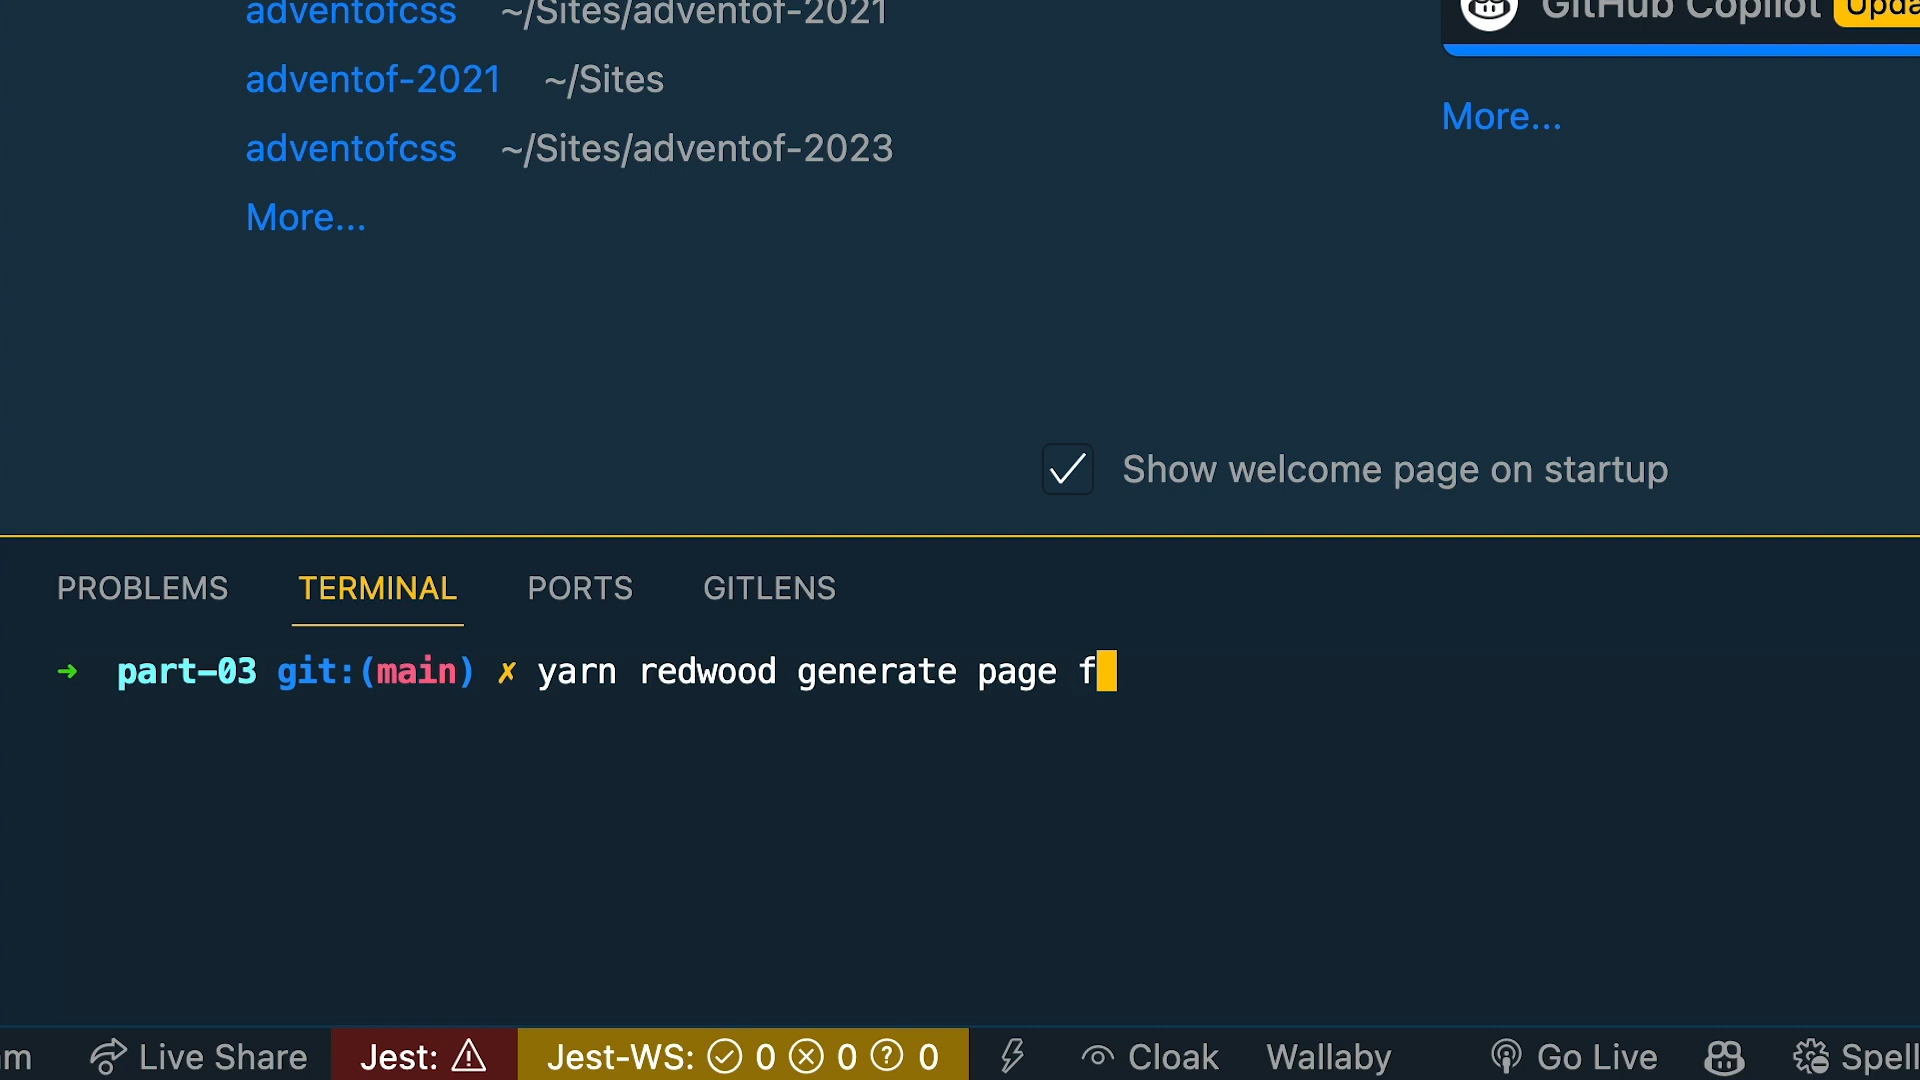 adventofcss ~/Sites/adventof-2021
GitHub Copilot
adventof-2021 ~/Sites
More...
adventofcss ~/Sites/adventof-2023
More...
Show welcome page on startup
PROBLEMS TERMINAL PORTS GITLENS
→ part-03 git:(main) ✗ yarn redwood generate page f
Live Share Jest: Jest-WS: 0 0 0 Cloak Wallaby Go Live Spell